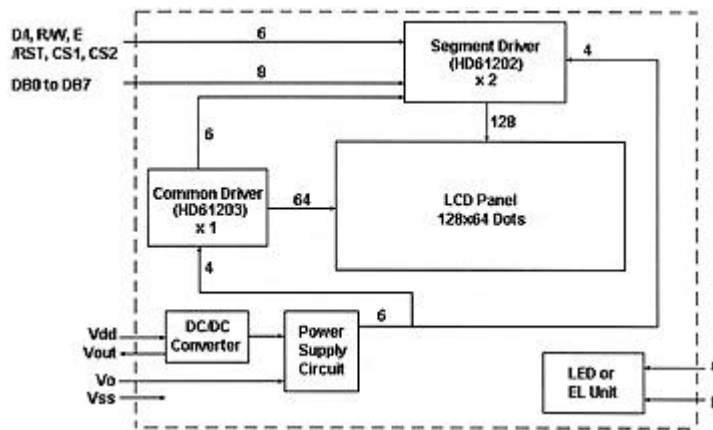 D/I, R/W, E
/RST, CS1, CS2
6
DB0 to DB7
8
Segment Driver
(HD61202)
x 2
4
6
128
Common Driver
(HD61203)
x 1
64
LCD Panel
128x64 Dots
4
6
Vdd
Vout
DC/DC
Converter
Power
Supply
Circuit
Vo
Vss
LED or
EL Unit